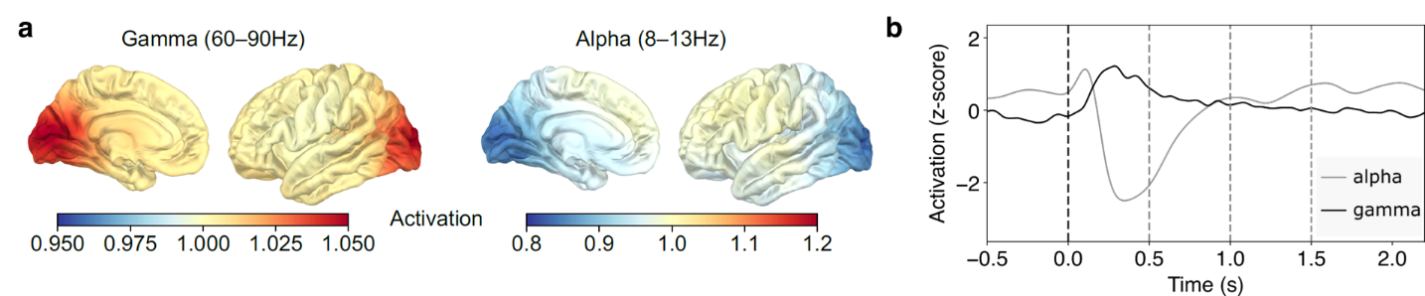 a
Gamma (60–90Hz)
Alpha (8–13Hz)
0.950 0.975 1.000 1.025 1.050
Activation
0.8 0.9 1.0 1.1 1.2
b
Activation (z-score)
2
0
−2
alpha
gamma
−0.5 0.0 0.5 1.0 1.5 2.0
Time (s)